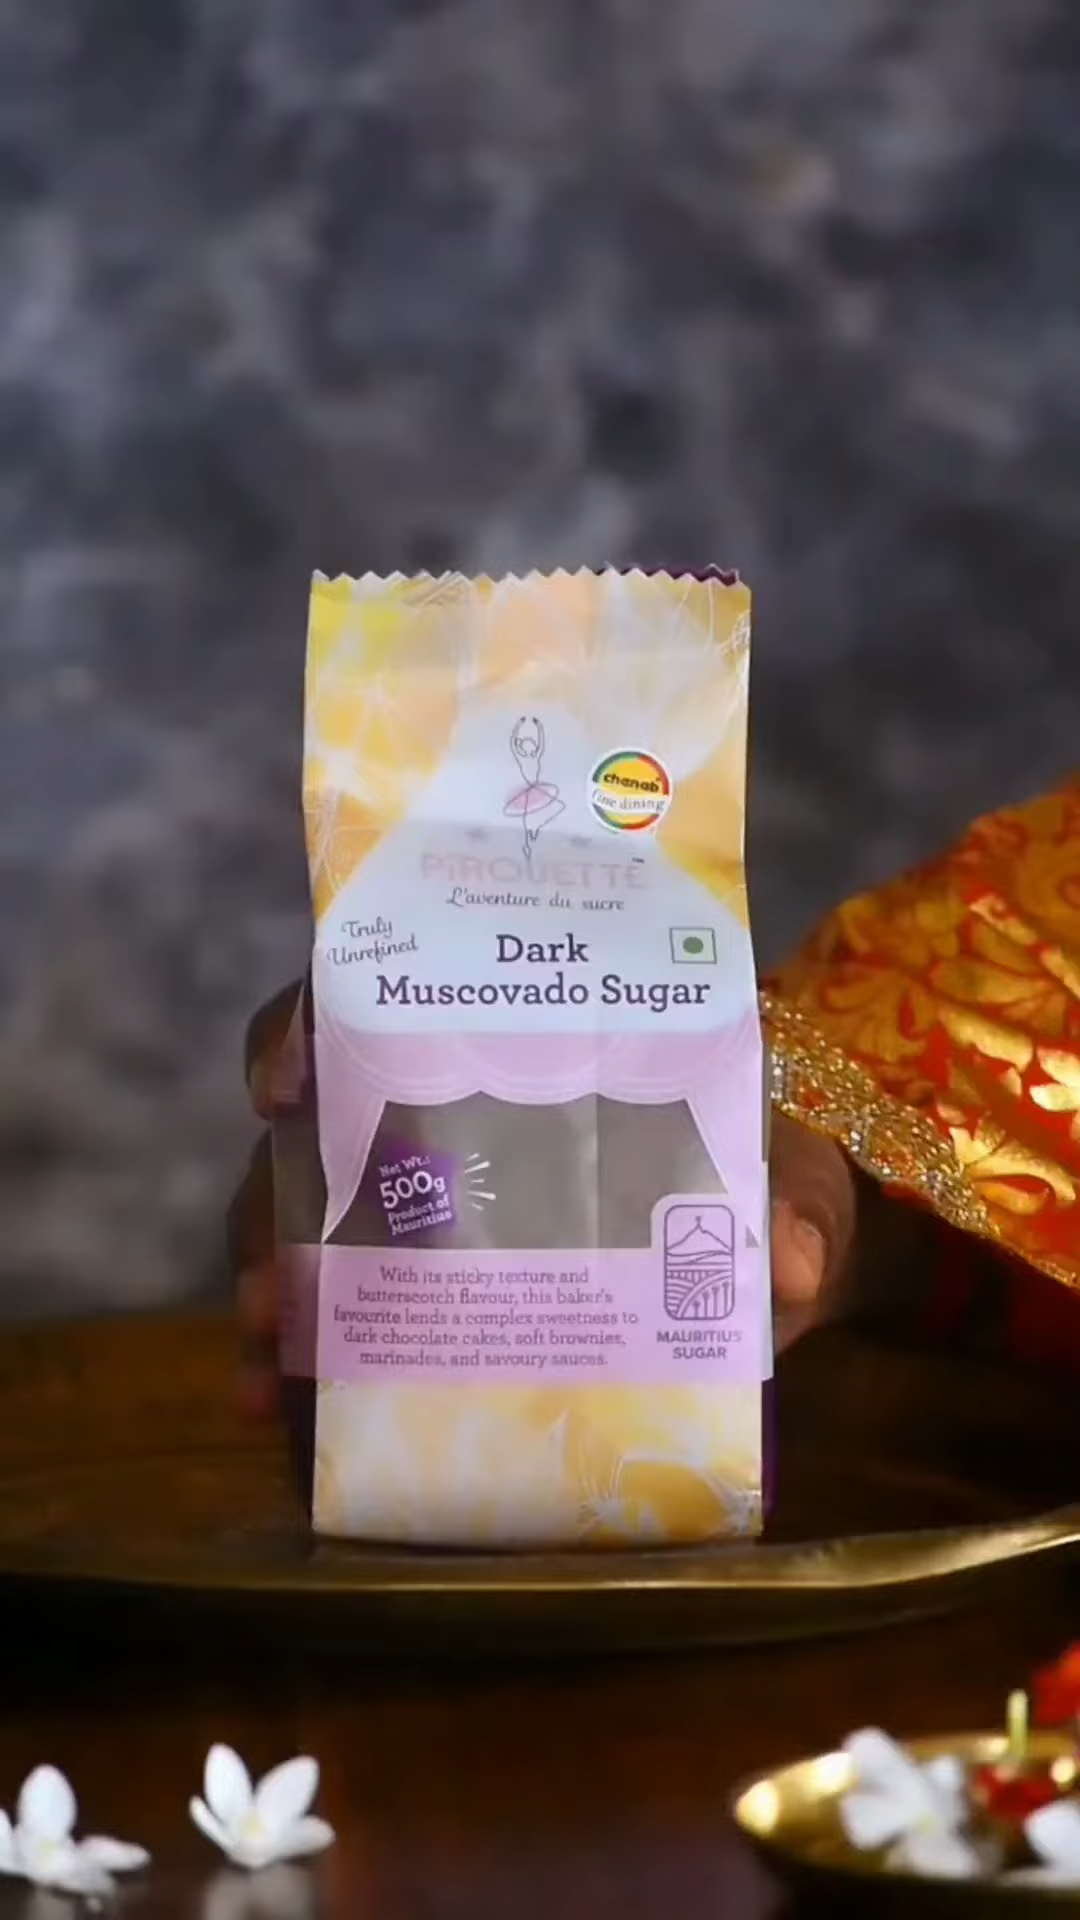 chenab
fine dining
PIROUETTE™
L'aventure du sucre
Truly
Unrefined
Dark
Muscovado Sugar
Net Wt.:
500g
Product of
Mauritius
With its sticky texture and
butterscotch flavour, this baker's
favourite lends a complex sweetness to
dark chocolate cakes, soft brownies,
marinades, and savoury sauces.
MAURITIUS
SUGAR